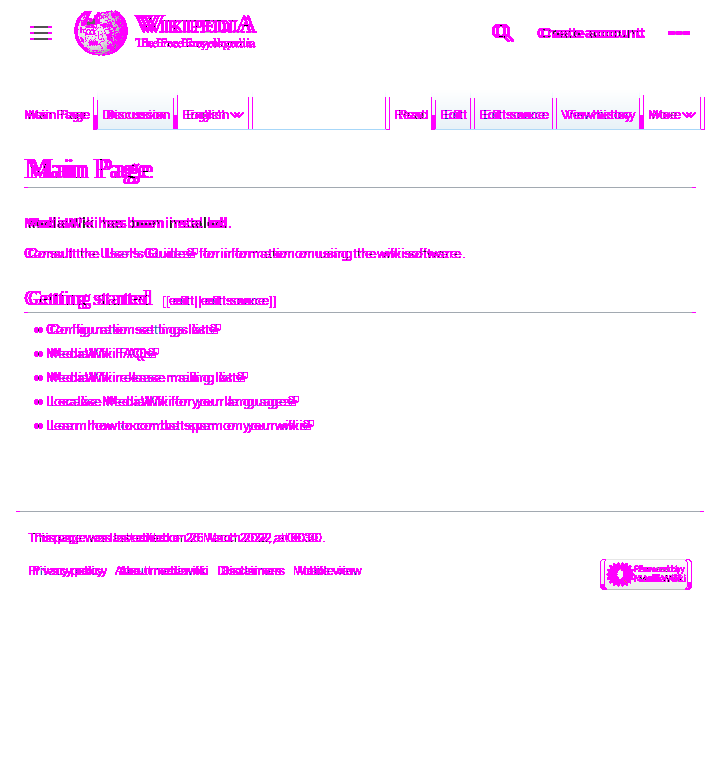 WIKIPEDIA
The Free Encyclopedia
Create account
Main Page Discussion English Read Edit Edit source View history More
Main Page
MediaWiki has been installed.
Consult the User's Guide for information on using the wiki software.
Getting started [edit | edit source]
• Configuration settings list
• MediaWiki FAQ
• MediaWiki release mailing list
• Localise MediaWiki for your language
• Learn how to combat spam on your wiki
This page was last edited on 25 March 2022, at
Privacy policy About mediawiki Disclaimers Mobile view
Powered by
MediaWiki